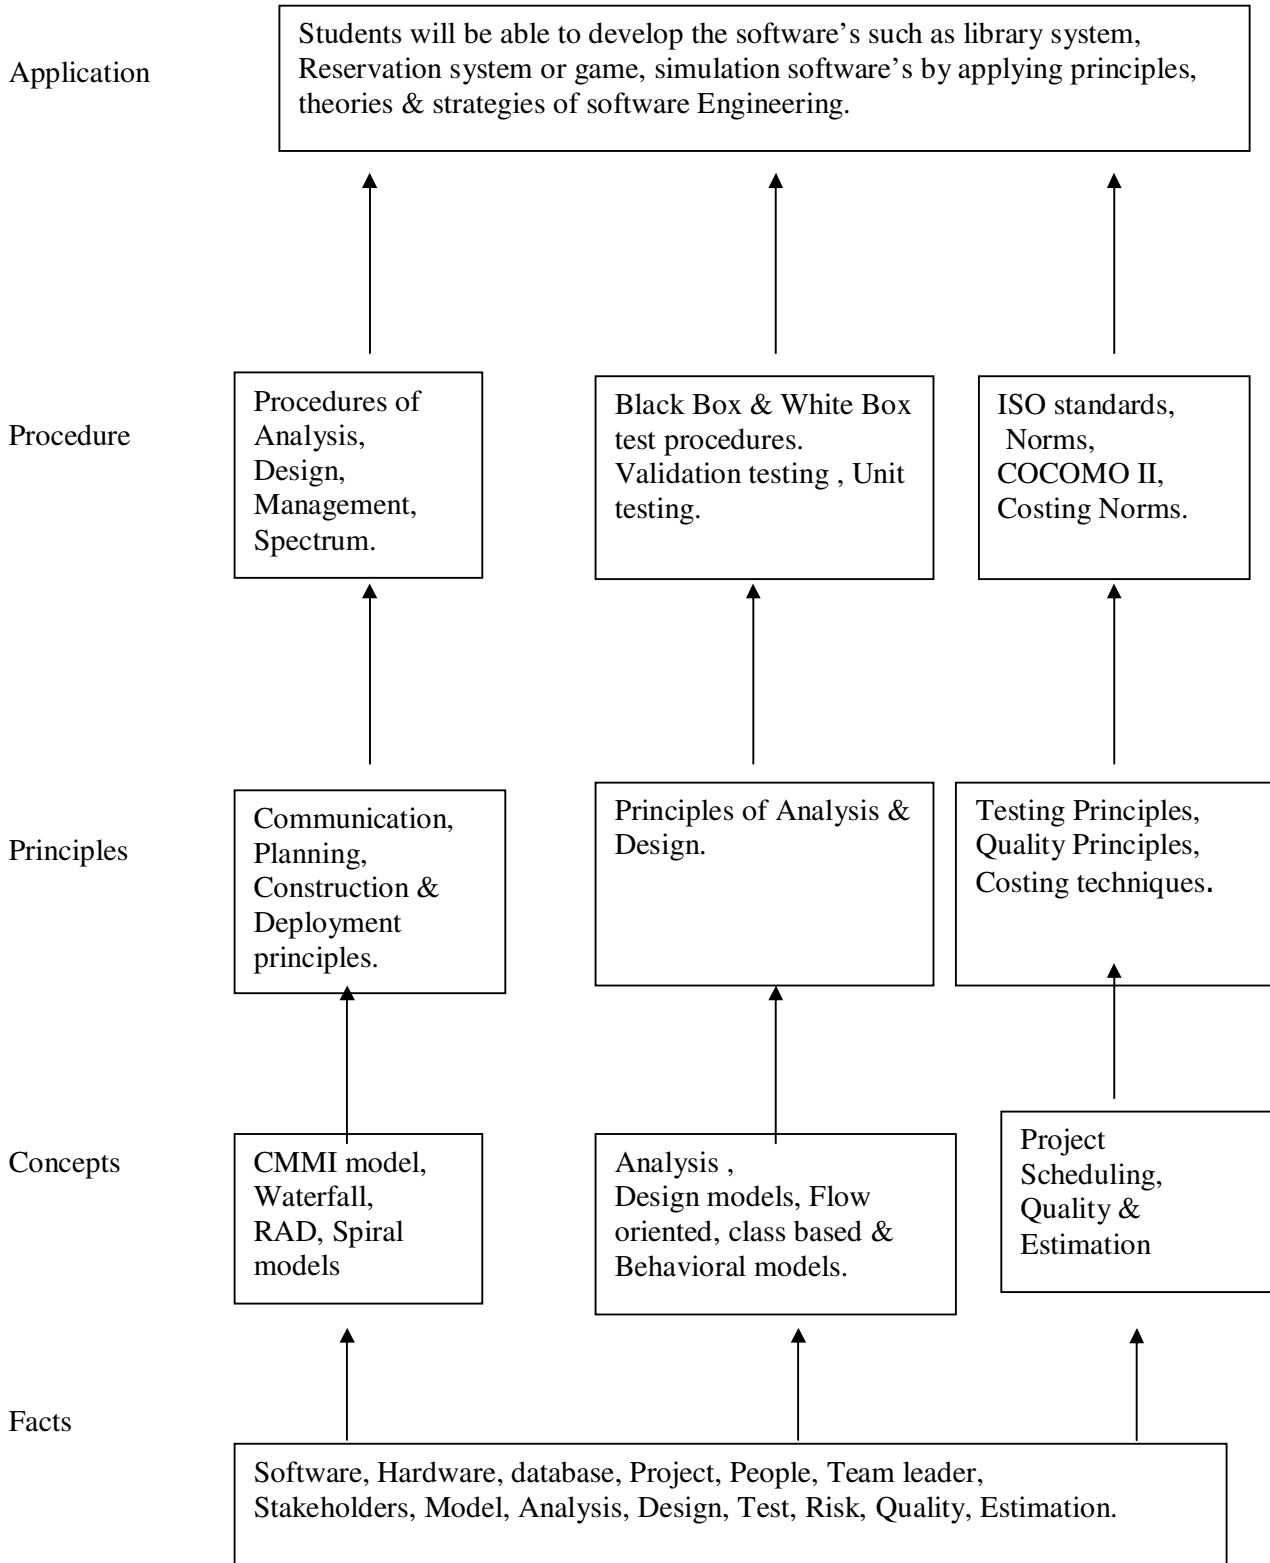 Application
Students will be able to develop the software’s such as library system,
Reservation system or game, simulation software’s by applying principles,
theories & strategies of software Engineering.
Procedure
Procedures of
Analysis,
Design,
Management,
Spectrum.
Black Box & White Box
test procedures.
Validation testing , Unit
testing.
ISO standards,
Norms,
COCOMO II,
Costing Norms.
Principles
Communication,
Planning,
Construction &
Deployment
principles.
Principles of Analysis &
Design.
Testing Principles,
Quality Principles,
Costing techniques.
Concepts
CMMI model,
Waterfall,
RAD, Spiral
models
Analysis ,
Design models, Flow
oriented, class based &
Behavioral models.
Project
Scheduling,
Quality &
Estimation
Facts
Software, Hardware, database, Project, People, Team leader,
Stakeholders, Model, Analysis, Design, Test, Risk, Quality, Estimation.